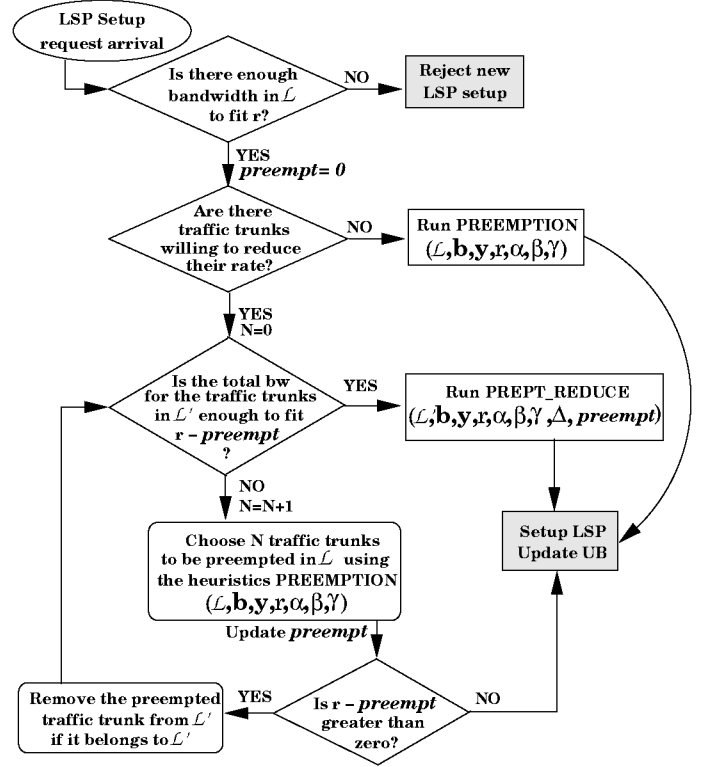 LSP Setup
request arrival
Is there enough
bandwidth in ℒ
to fit r?
NO
Reject new
LSP setup
YES
preempt= 0
Are there
traffic trunks
willing to reduce
their rate?
NO
Run PREEMPTION
(ℒ,b,y,r,α,β,γ)
YES
N=0
Is the total bw
for the traffic trunks
in ℒ' enough to fit
r – preempt
?
YES
Run PREPT_REDUCE
(ℒ,'b,y,r,α,β,γ ,Δ, preempt)
NO
N=N+1
Choose N traffic trunks
to be preempted in ℒ using
the heuristics PREEMPTION
(ℒ,b,y,r,α,β,γ)
Setup LSP
Update UB
Update preempt
Is r – preempt
greater than
zero?
YES
NO
Remove the preempted
traffic trunk from ℒ'
if it belongs to ℒ'